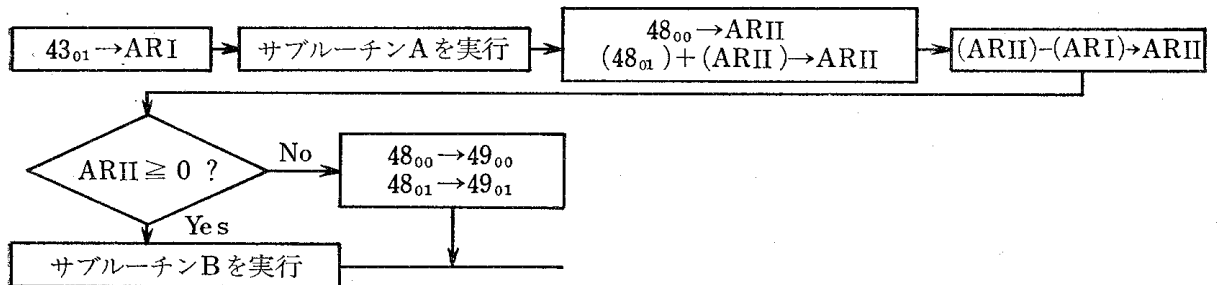 43₀₁→ARI
サブルーチンAを実行
48₀₀→ARII
(48₀₁)+(ARII)→ARII
(ARII)-(ARI)→ARII
ARII≧0 ?
No
48₀₀→49₀₀
48₀₁→49₀₁
Yes
サブルーチンBを実行